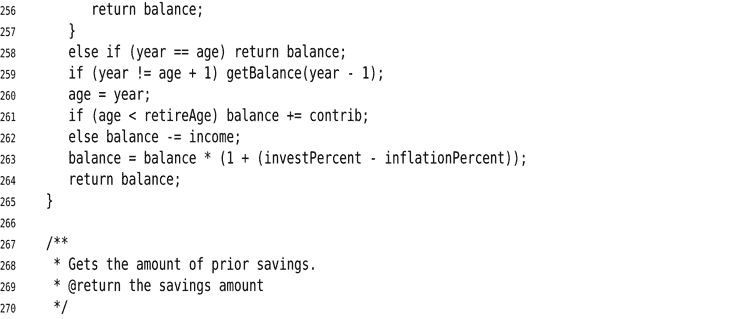 256         return balance;
257      }
258      else if (year == age) return balance;
259      if (year != age + 1) getBalance(year - 1);
260      age = year;
261      if (age < retireAge) balance += contrib;
262      else balance -= income;
263      balance = balance * (1 + (investPercent - inflationPercent));
264      return balance;
265   }
266
267   /**
268    * Gets the amount of prior savings.
269    * @return the savings amount
270    */